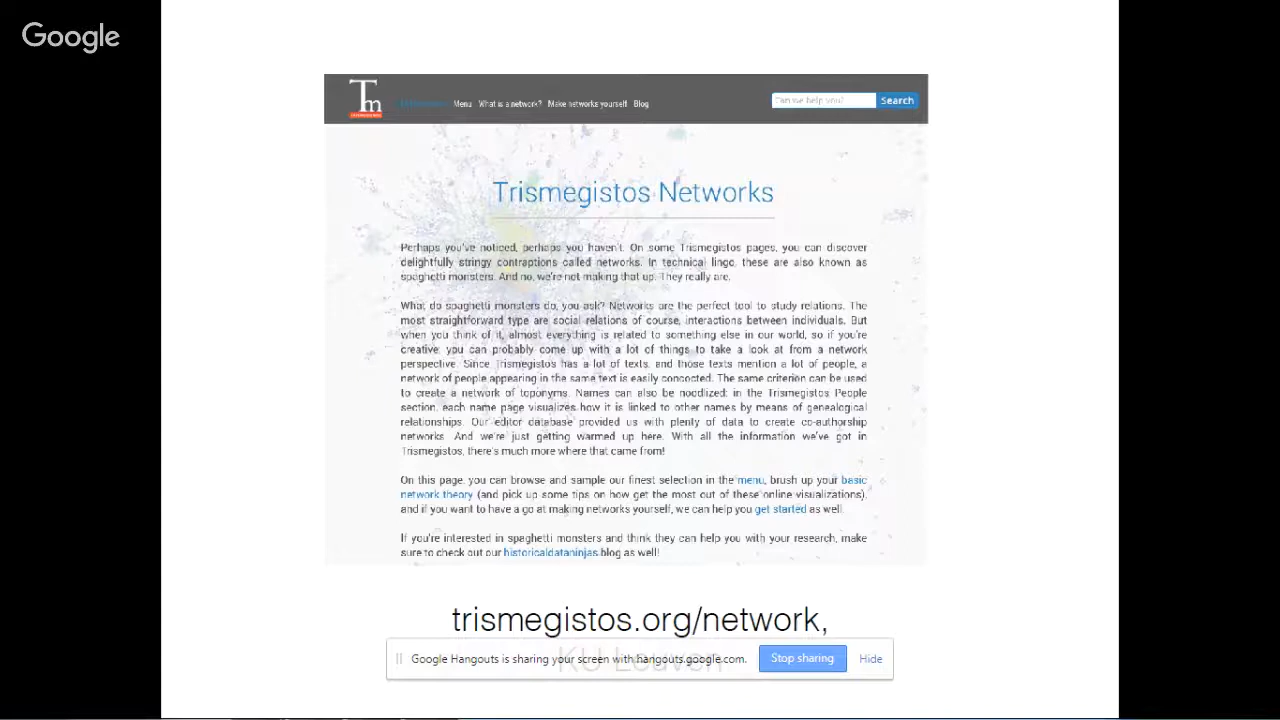 Google
Tm
Menu What is a network? Make networks yourself Blog
Can we help you? Search
Trismegistos Networks
Perhaps you've noticed, perhaps you haven't. On some Trismegistos pages, you can discover
delightfully stringy contraptions called networks. In technical lingo, these are also known as
spaghetti monsters. And no, we're not making that up. They really are.
What do spaghetti monsters do, you ask? Networks are the perfect tool to study relations. The
most straightforward type are social relations of course, interactions between individuals. But
when you think of it, almost everything is related to something else in our world, so if you're
creative you can probably come up with a lot of things to take a look at from a network
perspective. Since Trismegistos has a lot of texts, and those texts mention a lot of people, a
network of people appearing in the same text is easily concocted. The same criterion can be used
to create a network of toponyms. Names can also be noodlized: in the Trismegistos People
section, each name page visualizes how it is linked to other names by means of genealogical
relationships. Our editor database provided us with plenty of data to create co-authorship
networks. And we're just getting warmed up here. With all the information we've got in
Trismegistos, there's much more where that came from!
On this page, you can browse and sample our finest selection in the menu, brush up your basic
network theory (and pick up some tips on how get the most out of these online visualizations),
and if you want to have a go at making networks yourself, we can help you get started as well.
If you're interested in spaghetti monsters and think they can help you with your research, make
sure to check out our historicaldataninjas blog as well!
trismegistos.org/network,
KU Leuven
Google Hangouts is sharing your screen with hangouts.google.com. Stop sharing Hide